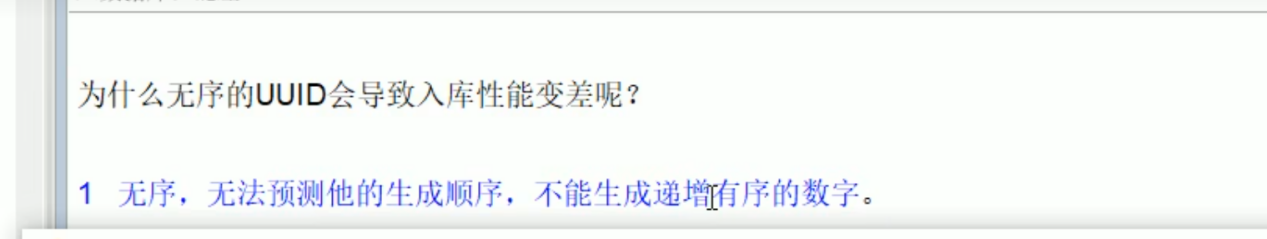 为什么无序的UUID会导致入库性能变差呢？
1 无序，无法预测他的生成顺序，不能生成递增有序的数字。